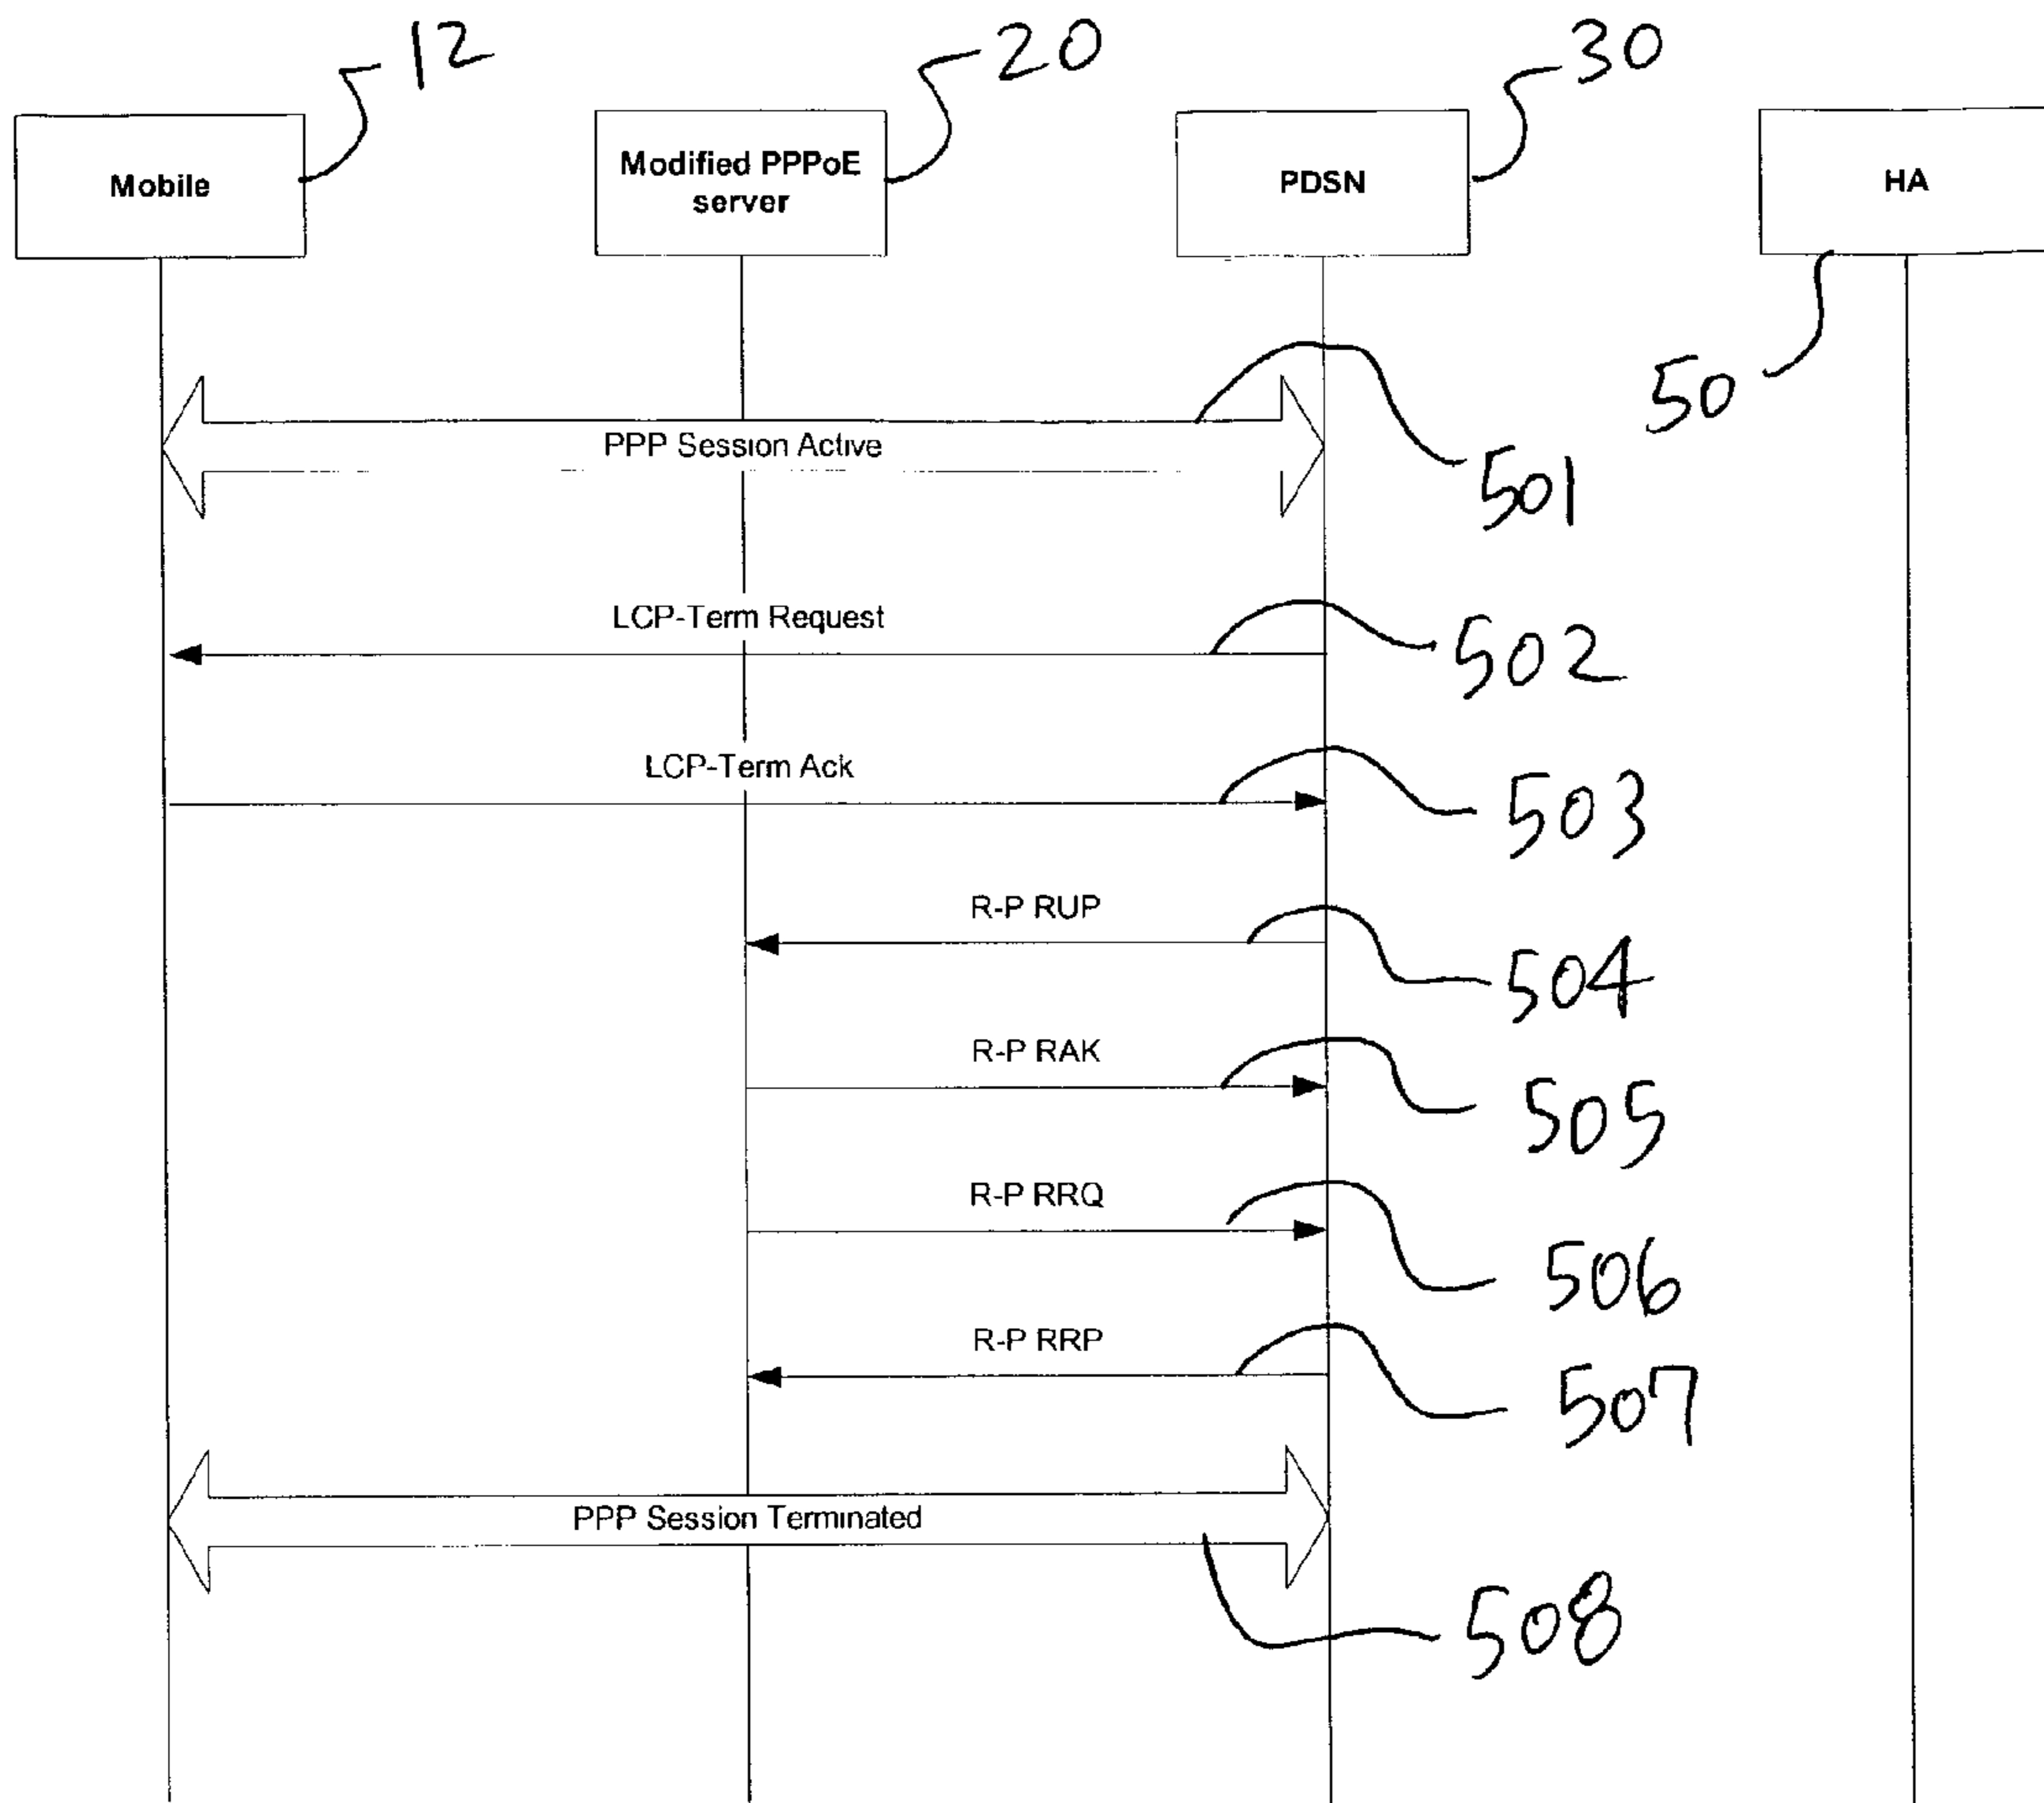 12
20
30
Mobile
Modified PPPoE
server
PDSN
HA
50
PPP Session Active
501
LCP-Term Request
502
LCP-Term Ack
503
R-P RUP
504
R-P RAK
505
R-P RRQ
506
R-P RRP
507
PPP Session Terminated
508